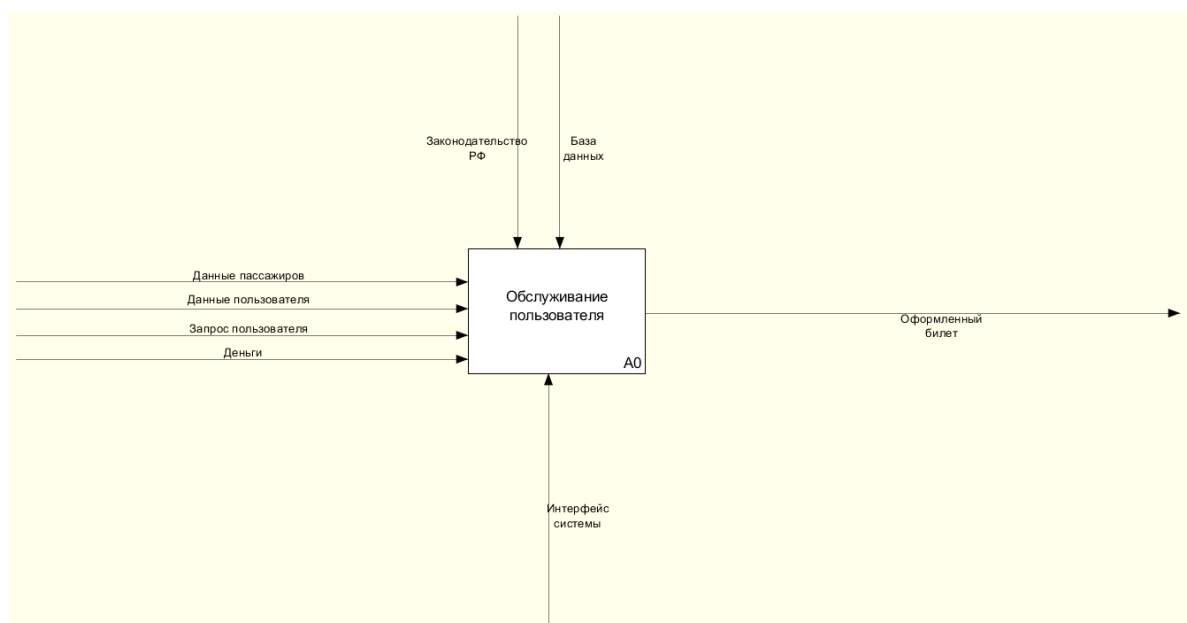 Законодательство
РФ
База
данных
Данные пассажиров
Данные пользователя
Запрос пользователя
Деньги
Обслуживание
пользователя
A0
Оформленный
билет
Интерфейс
системы